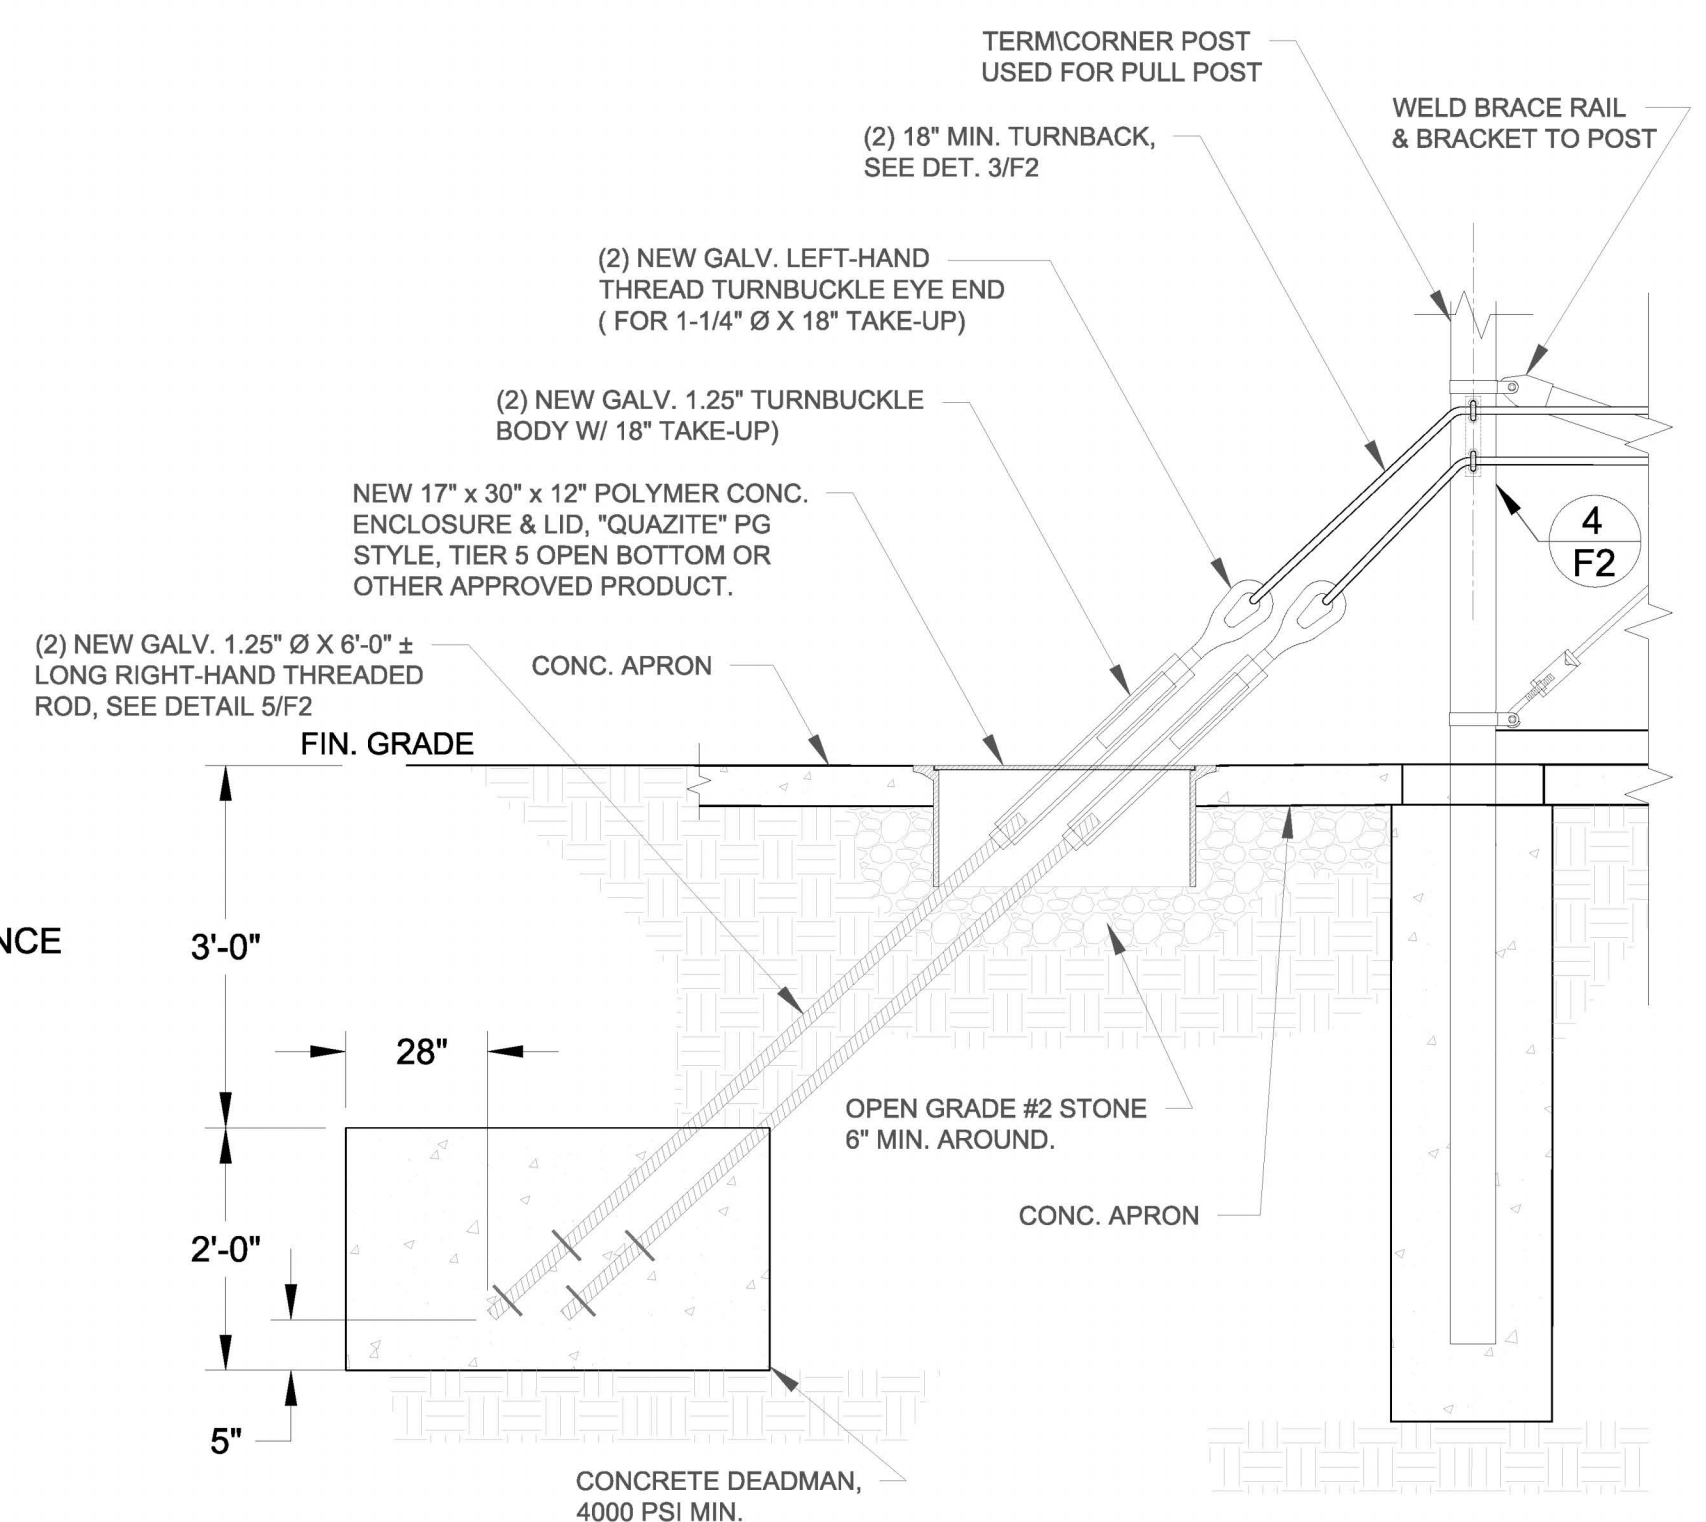 TERM\CORNER POST
USED FOR PULL POST
WELD BRACE RAIL
& BRACKET TO POST
(2) 18" MIN. TURNBACK,
SEE DET. 3/F2
(2) NEW GALV. LEFT-HAND
THREAD TURNBUCKLE EYE END
( FOR 1-1/4" Ø X 18" TAKE-UP)
(2) NEW GALV. 1.25" TURNBUCKLE
BODY W/ 18" TAKE-UP)
NEW 17" x 30" x 12" POLYMER CONC.
ENCLOSURE & LID, "QUAZITE" PG
STYLE, TIER 5 OPEN BOTTOM OR
OTHER APPROVED PRODUCT.
4
F2
(2) NEW GALV. 1.25" Ø X 6'-0" ±
LONG RIGHT-HAND THREADED
ROD, SEE DETAIL 5/F2
CONC. APRON
FIN. GRADE
NCE
3'-0"
28"
OPEN GRADE #2 STONE
6" MIN. AROUND.
CONC. APRON
2'-0"
5"
CONCRETE DEADMAN,
4000 PSI MIN.